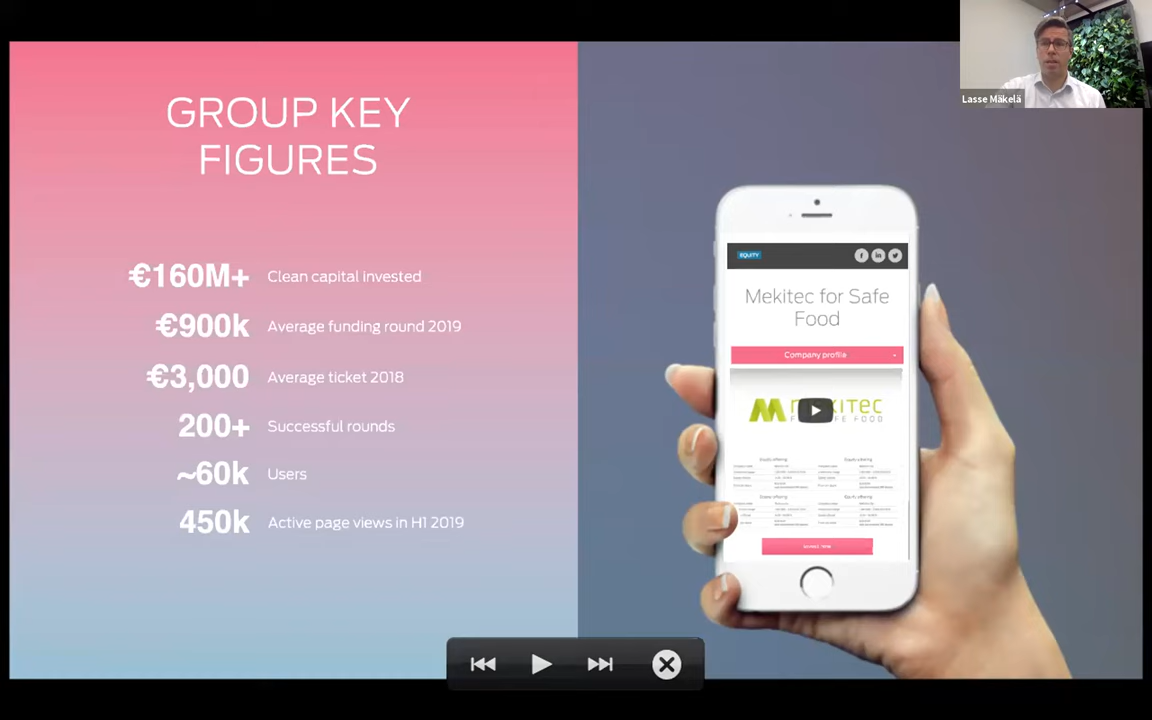 GROUP KEY
FIGURES
€160M+ Clean capital invested
€900k Average funding round 2019
€3,000 Average ticket 2018
200+ Successful rounds
~60k Users
450k Active page views in H1 2019
Lasse Mäkelä
Mekitec for Safe
Food
Company profile